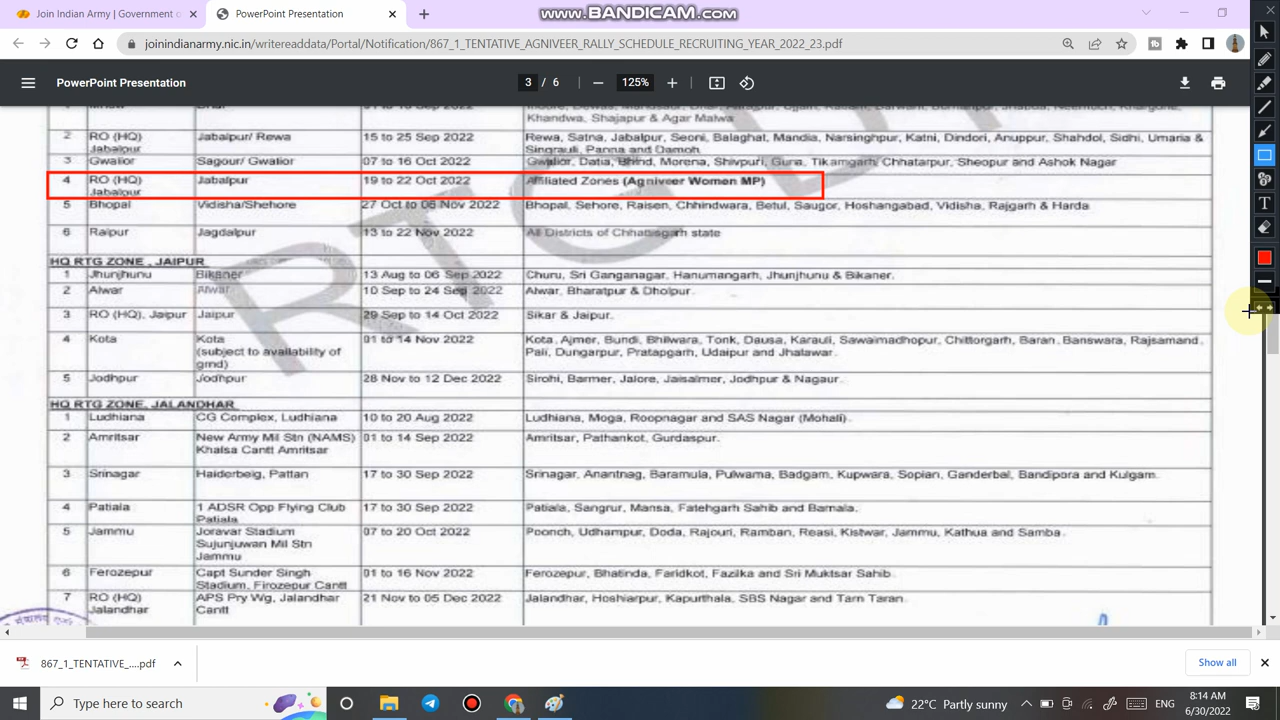 Join Indian Army | Government o
PowerPoint Presentation
www.BANDICAM.com
joinindianarmy.nic.in/writereaddata/Portal/Notification/867_1_TENTATIVE_AGNIVEER_RALLY_SCHEDULE_RECRUITING_YEAR_2022_23.pdf
PowerPoint Presentation
3 / 6
125%
Khandwa, Shajapur & Agar Malwa
2 RO (HQ) Jabalpur Jabalpur/ Rewa 15 to 25 Sep 2022 Rewa, Satna, Jabalpur, Seoni, Balaghat, Mandla, Narsinghpur, Katni, Dindori, Anuppur, Shahdol, Sidhi, Umaria & Singrauli, Panna and Damoh.
3 Gwalior Sagour/ Gwalior 07 to 16 Oct 2022 Gwalior, Datia, Bhind, Morena, Shivpuri, Guna, Tikamgarh/ Chhatarpur, Sheopur and Ashok Nagar
4 RO (HQ) Jabalpur Jabalpur 19 to 22 Oct 2022 Affiliated Zones (Agniveer Women MP)
5 Bhopal Vidisha/Shehore 27 Oct to 06 Nov 2022 Bhopal, Sehore, Raisen, Chhindwara, Betul, Saugor, Hoshangabad, Vidisha, Rajgarh & Harda
6 Raipur Jagdalpur 13 to 22 Nov 2022 All Districts of Chhatisgarh state
HQ RTG ZONE , JAIPUR
1 Jhunjhunu Bikaner 13 Aug to 06 Sep 2022 Churu, Sri Ganganagar, Hanumangarh, Jhunjhunu & Bikaner.
2 Alwar Alwar 10 Sep to 24 Sep 2022 Alwar, Bharatpur & Dholpur.
3 RO (HQ), Jaipur Jaipur 29 Sep to 14 Oct 2022 Sikar & Jaipur.
4 Kota Kota (subject to availability of grnd) 01 to 14 Nov 2022 Kota, Ajmer, Bundi, Bhilwara, Tonk, Dausa, Karauli, Sawaimadhopur, Chittorgarh, Baran, Banswara, Rajsamand, Pali, Dungarpur, Pratapgarh, Udaipur and Jhalawar.
5 Jodhpur Jodhpur 28 Nov to 12 Dec 2022 Sirohi, Barmer, Jalore, Jaisalmer, Jodhpur & Nagaur.
HQ RTG ZONE, JALANDHAR
1 Ludhiana CG Complex, Ludhiana 10 to 20 Aug 2022 Ludhiana, Moga, Roopnagar and SAS Nagar (Mohali).
2 Amritsar New Army Mil Stn (NAMS) Khalsa Cantt Amritsar 01 to 14 Sep 2022 Amritsar, Pathankot, Gurdaspur.
3 Srinagar Haiderbeig, Pattan 17 to 30 Sep 2022 Srinagar, Anantnag, Baramula, Pulwama, Badgam, Kupwara, Sopian, Ganderbal, Bandipora and Kulgam.
4 Patiala 1 ADSR Opp Flying Club Patiala 17 to 30 Sep 2022 Patiala, Sangrur, Mansa, Fatehgarh Sahib and Barnala.
5 Jammu Joravar Stadium Sujunjuwan Mil Stn Jammu 07 to 20 Oct 2022 Poonch, Udhampur, Doda, Rajouri, Ramban, Reasi, Kistwar, Jammu, Kathua and Samba.
6 Ferozepur Capt Sunder Singh Stadium, Firozepur Cantt 01 to 16 Nov 2022 Ferozepur, Bhatinda, Faridkot, Fazilka and Sri Muktsar Sahib.
7 RO (HQ) Jalandhar APS Pry Wg, Jalandhar Cantt 21 Nov to 05 Dec 2022 Jalandhar, Hoshiarpur, Kapurthala, SBS Nagar and Tarn Taran.
867_1_TENTATIVE_....pdf
Show all
Type here to search
22°C Partly sunny
ENG
8:14 AM
6/30/2022